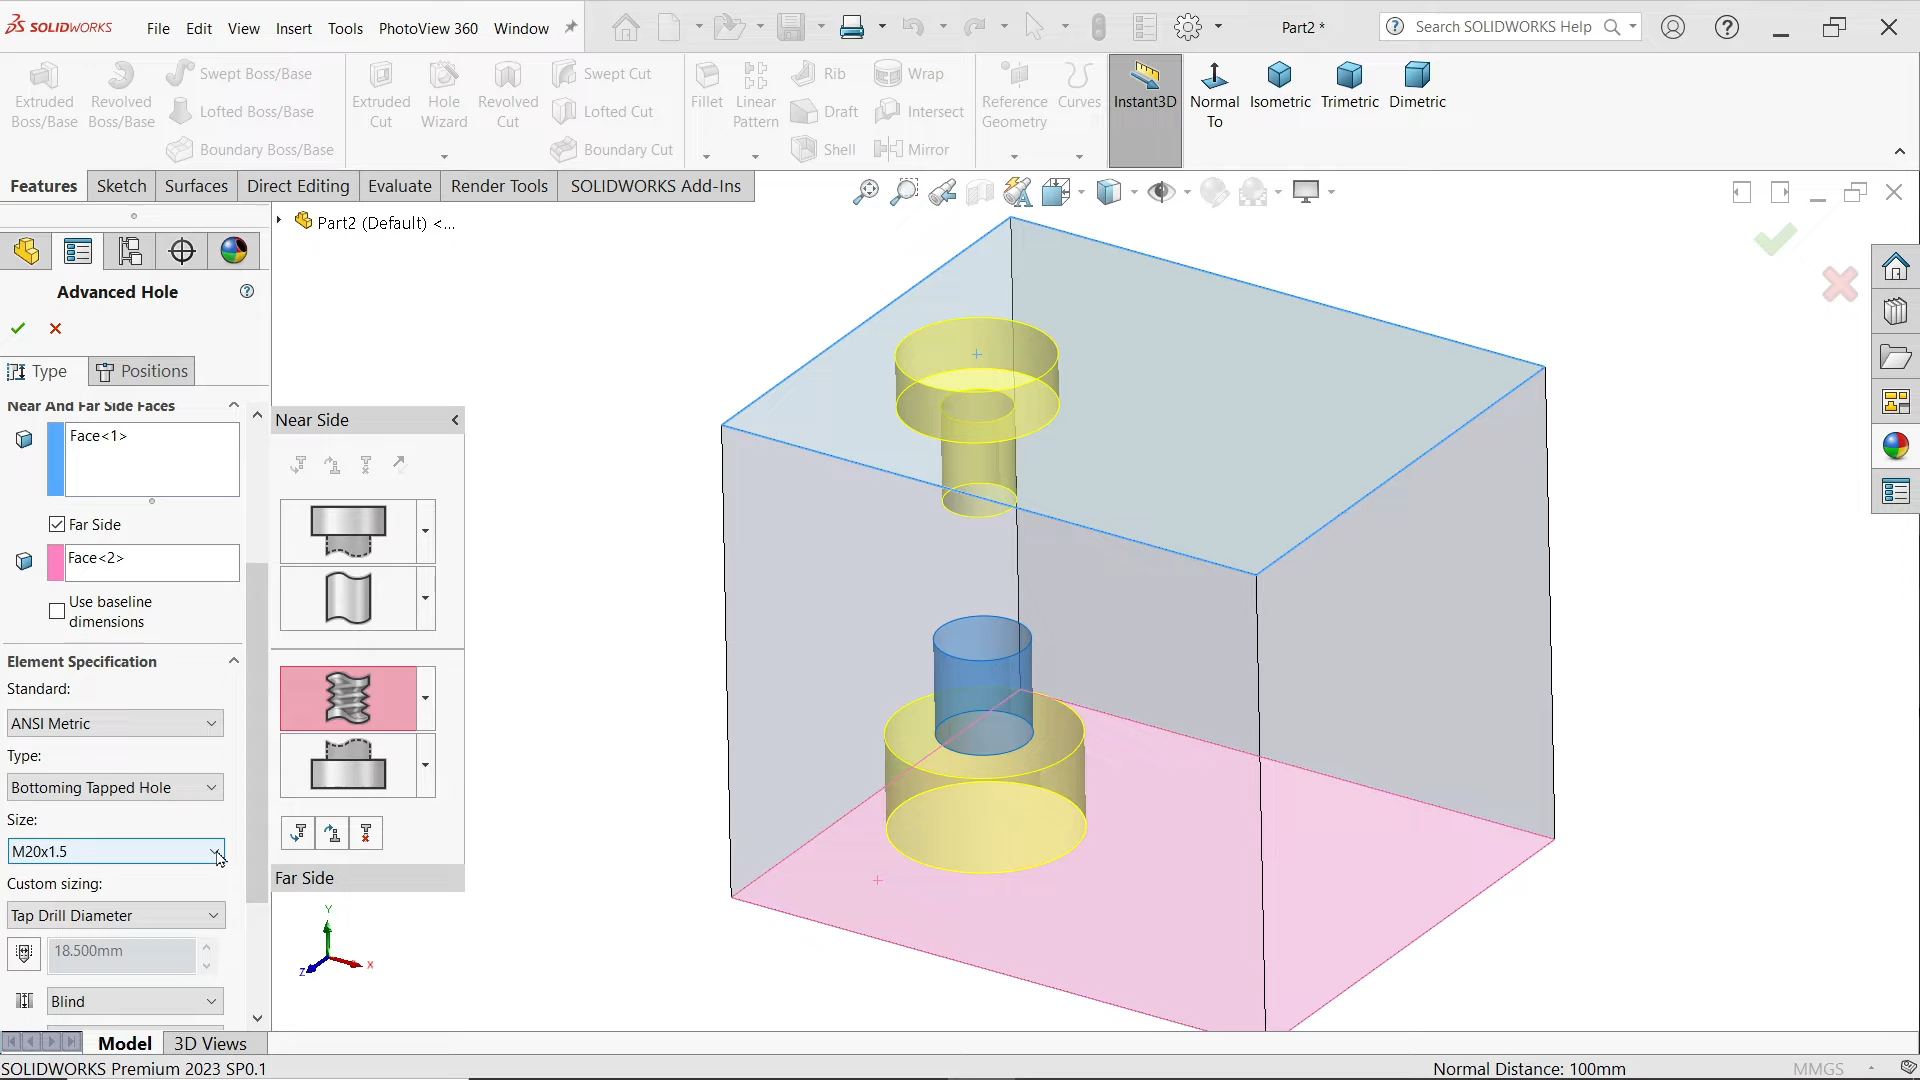 SOLIDWORKS File Edit View Insert Tools PhotoView 360 Window Part2 * Search SOLIDWORKS Help
Extruded Boss/Base
Revolved Boss/Base
Swept Boss/Base
Lofted Boss/Base
Boundary Boss/Base
Extruded Cut
Hole Wizard
Revolved Cut
Swept Cut
Lofted Cut
Boundary Cut
Fillet
Linear Pattern
Rib
Draft
Shell
Wrap
Intersect
Mirror
Reference Geometry
Curves
Instant3D
Normal To
Isometric
Trimetric
Dimetric
Features Sketch Surfaces Direct Editing Evaluate Render Tools SOLIDWORKS Add-Ins
Part2 (Default) <...
Advanced Hole
Type Positions
Near And Far Side Faces
Face<1>
Far Side
Face<2>
Use baseline
dimensions
Element Specification
Standard:
ANSI Metric
Type:
Bottoming Tapped Hole
Size:
M20x1.5
Custom sizing:
Tap Drill Diameter
18.500mm
Blind
Near Side
Far Side
Y
X
Z
Model 3D Views
SOLIDWORKS Premium 2023 SP0.1 Normal Distance: 100mm MMGS